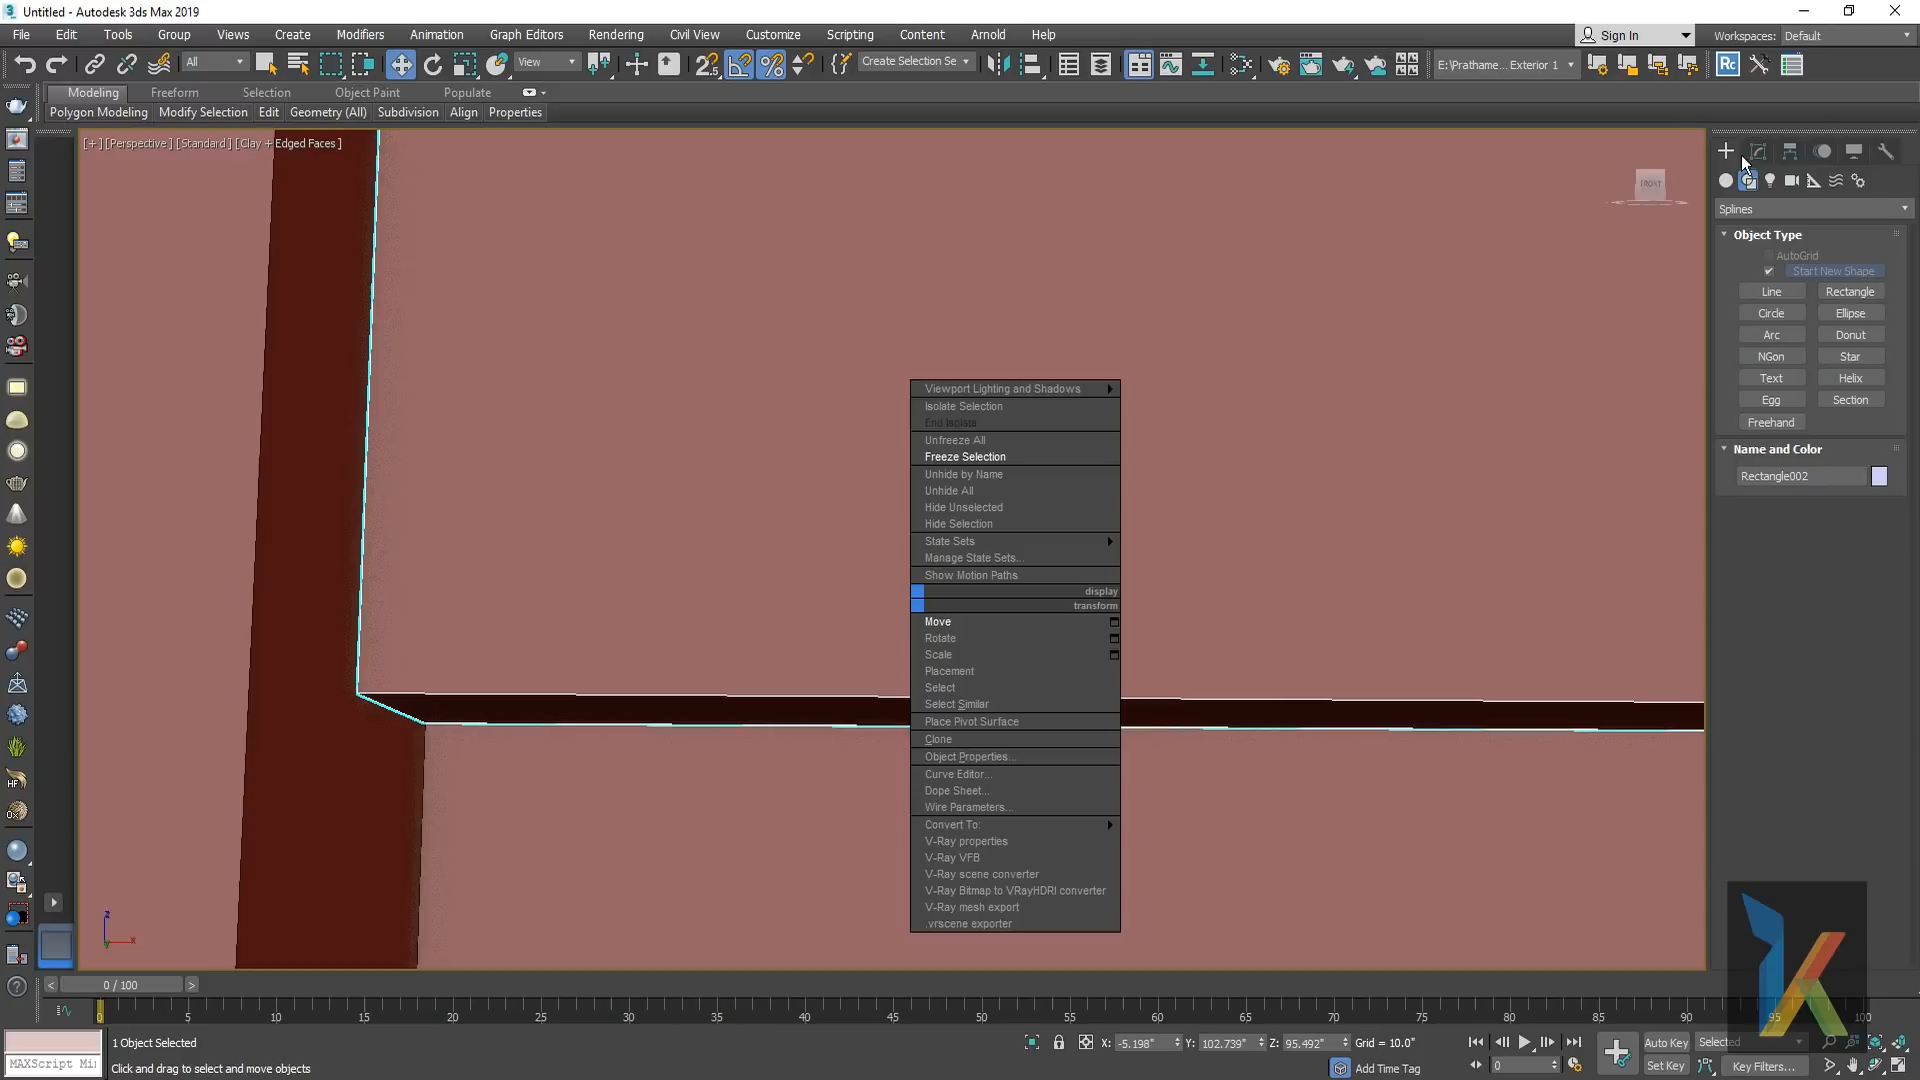 Untitled - Autodesk 3ds Max 2019
File Edit Tools Group Views Create Modifiers Animation Graph Editors Rendering Civil View Customize Scripting Content Arnold Help Sign In Workspaces: Default
All View Create Selection Se E:\Prathame... Exterior 1
Modeling Freeform Selection Object Paint Populate
Polygon Modeling Modify Selection Edit Geometry (All) Subdivision Align Properties
[+] [Perspective] [Standard] [Clay + Edged Faces]
FRONT
Viewport Lighting and Shadows
Isolate Selection
End Isolate
Unfreeze All
Freeze Selection
Unhide by Name
Unhide All
Hide Unselected
Hide Selection
State Sets
Manage State Sets...
Show Motion Paths
display
transform
Move
Rotate
Scale
Placement
Select
Select Similar
Place Pivot Surface
Clone
Object Properties...
Curve Editor...
Dope Sheet...
Wire Parameters...
Convert To:
V-Ray properties
V-Ray VFB
V-Ray scene converter
V-Ray Bitmap to VRayHDRI converter
V-Ray mesh export
.vrscene exporter
Splines
Object Type
AutoGrid
Start New Shape
Line Rectangle
Circle Ellipse
Arc Donut
NGon Star
Text Helix
Egg Section
Freehand
Name and Color
Rectangle002
0 / 100
0 5 10 15 20 25 30 35 40 45 50 55 60 65 70 75 80 85 90 95 100
1 Object Selected
X: -5.198" Y: 102.739" Z: 95.492" Grid = 10.0"
Auto Key Selected
MAXScript Mi
Click and drag to select and move objects
Add Time Tag
0
Set Key Key Filters...